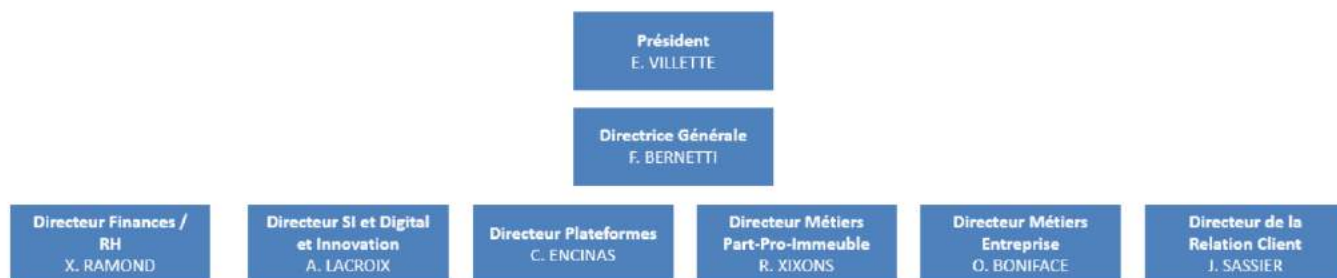 Président
E. VILLETTE
Directrice Générale
F. BERNETTI
Directeur Finances /
RH
X. RAMOND
Directeur SI et Digital
et Innovation
A. LACROIX
Directeur Plateformes
C. ENCINAS
Directeur Métiers
Part-Pro-Immeuble
R. XIXONS
Directeur Métiers
Entreprise
O. BONIFACE
Directeur de la
Relation Client
J. SASSIER